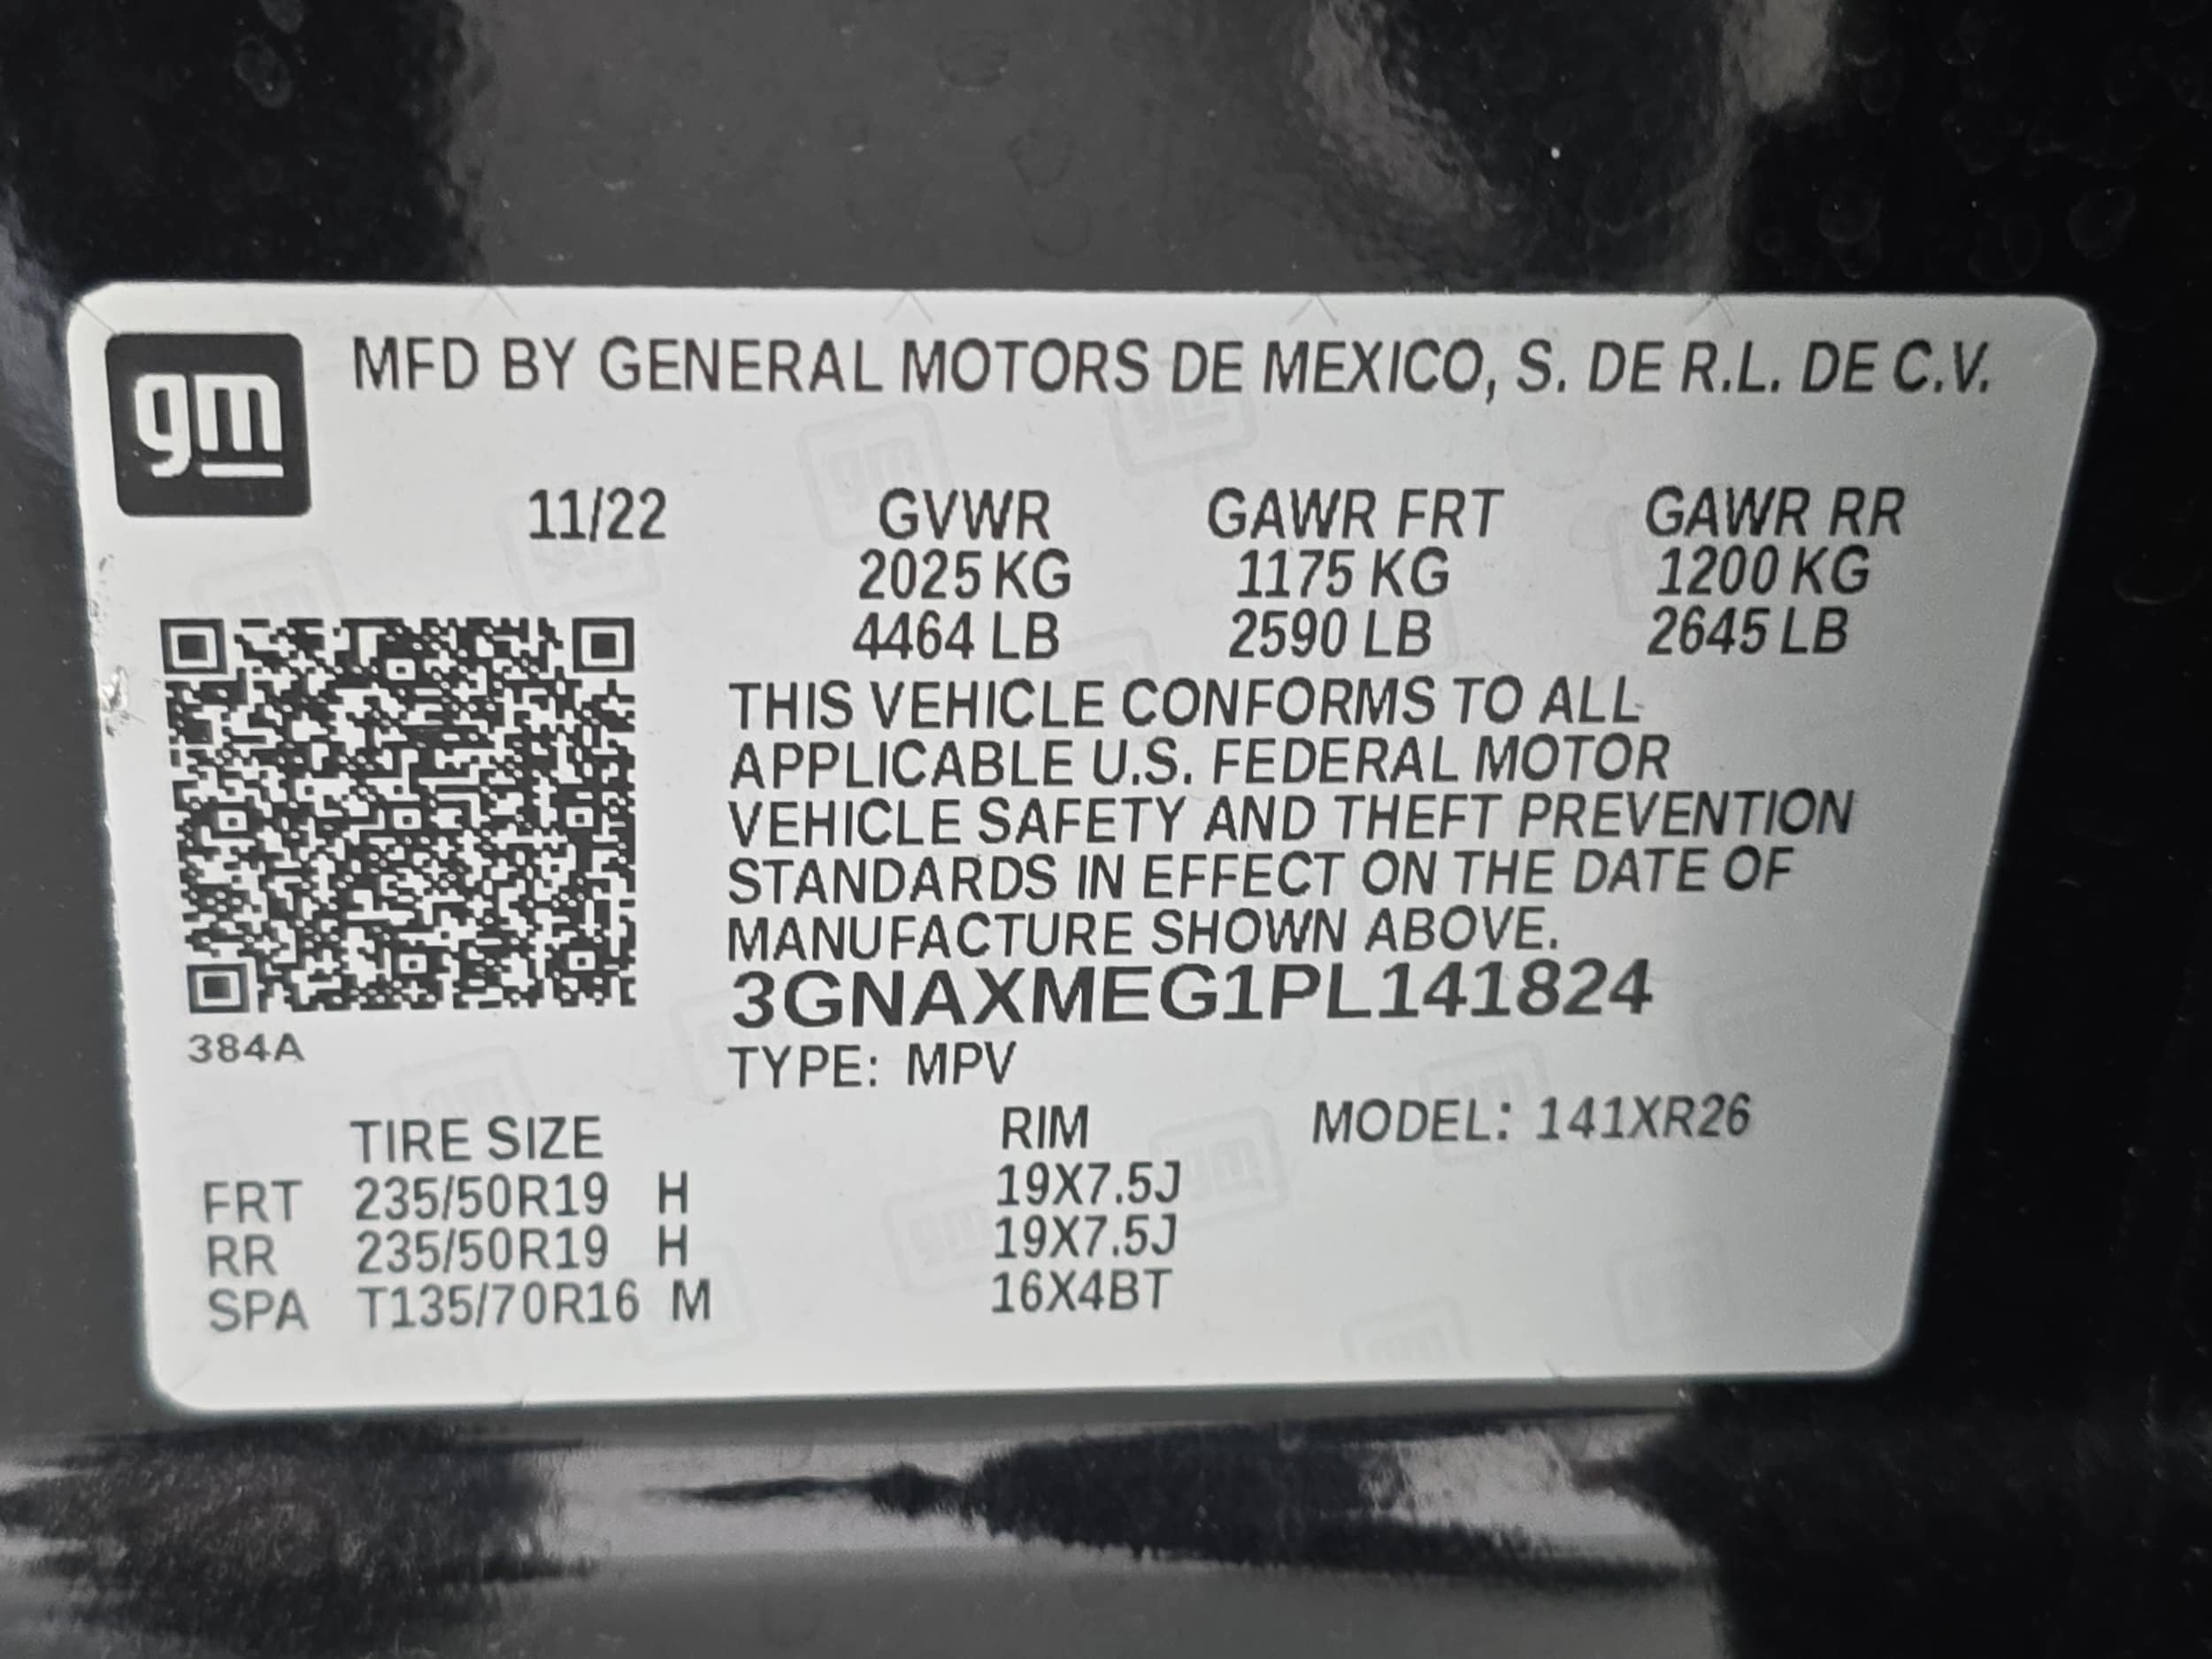 gm
MFD BY GENERAL MOTORS DE MEXICO, S. DE R.L. DE C.V.
11/22 GVWR GAWR FRT GAWR RR
2025 KG 1175 KG 1200 KG
4464 LB 2590 LB 2645 LB
THIS VEHICLE CONFORMS TO ALL
APPLICABLE U.S. FEDERAL MOTOR
VEHICLE SAFETY AND THEFT PREVENTION
STANDARDS IN EFFECT ON THE DATE OF
MANUFACTURE SHOWN ABOVE.
3GNAXMEG1PL141824
384A
TYPE: MPV
TIRE SIZE RIM MODEL: 141XR26
FRT 235/50R19 H 19X7.5J
RR 235/50R19 H 19X7.5J
SPA T135/70R16 M 16X4BT